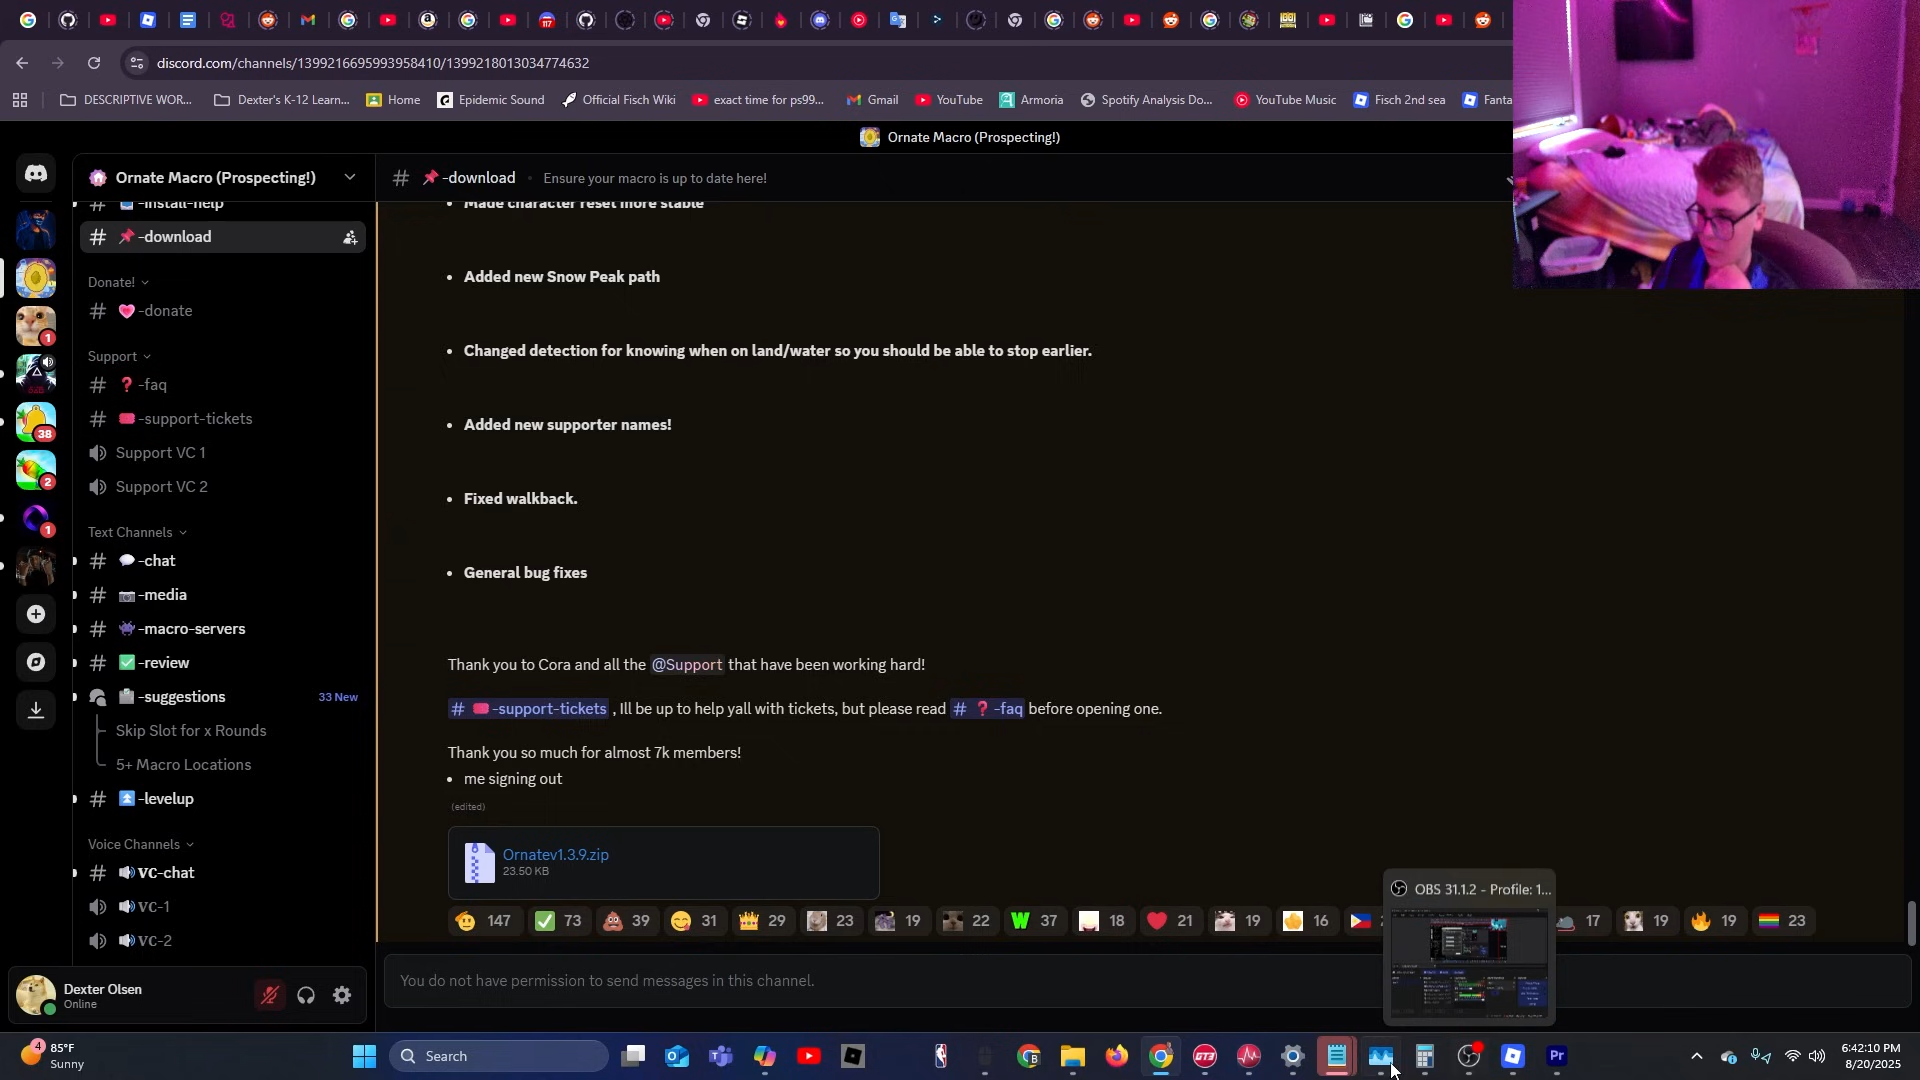 discord.com/channels/1399216695993958410/1399218013034774632
DESCRIPTIVE WOR...
Dexter's K-12 Learn...
Home
Epidemic Sound
Official Fisch Wiki
exact time for ps99...
Gmail
YouTube
Armoria
Spotify Analysis Do...
YouTube Music
Fisch 2nd sea
Fanta
Ornate Macro (Prospecting!)
Ornate Macro (Prospecting!)
-download
Ensure your macro is up to date here!
-install-help
-download
Donate!
-donate
Support
-faq
-support-tickets
Support VC 1
Support VC 2
Text Channels
-chat
-media
-macro-servers
-review
-suggestions
33 New
Skip Slot for x Rounds
5+ Macro Locations
-levelup
Voice Channels
VC-chat
VC-1
VC-2
1
38
2
1
Dexter Olsen
Online
Made character reset more stable
Added new Snow Peak path
Changed detection for knowing when on land/water so you should be able to stop earlier.
Added new supporter names!
Fixed walkback.
General bug fixes
Thank you to Cora and all the @Support that have been working hard!
# -support-tickets , Ill be up to help yall with tickets, but please read # -faq before opening one.
Thank you so much for almost 7k members!
me signing out
(edited)
Ornatev1.3.9.zip
23.50 KB
147 73 39 31 29 23 19 22 37 18 21 19 16 17 19 19 23
You do not have permission to send messages in this channel.
OBS 31.1.2 - Profile: 1...
4
85°F
Sunny
Search
6:42:10 PM
8/20/2025